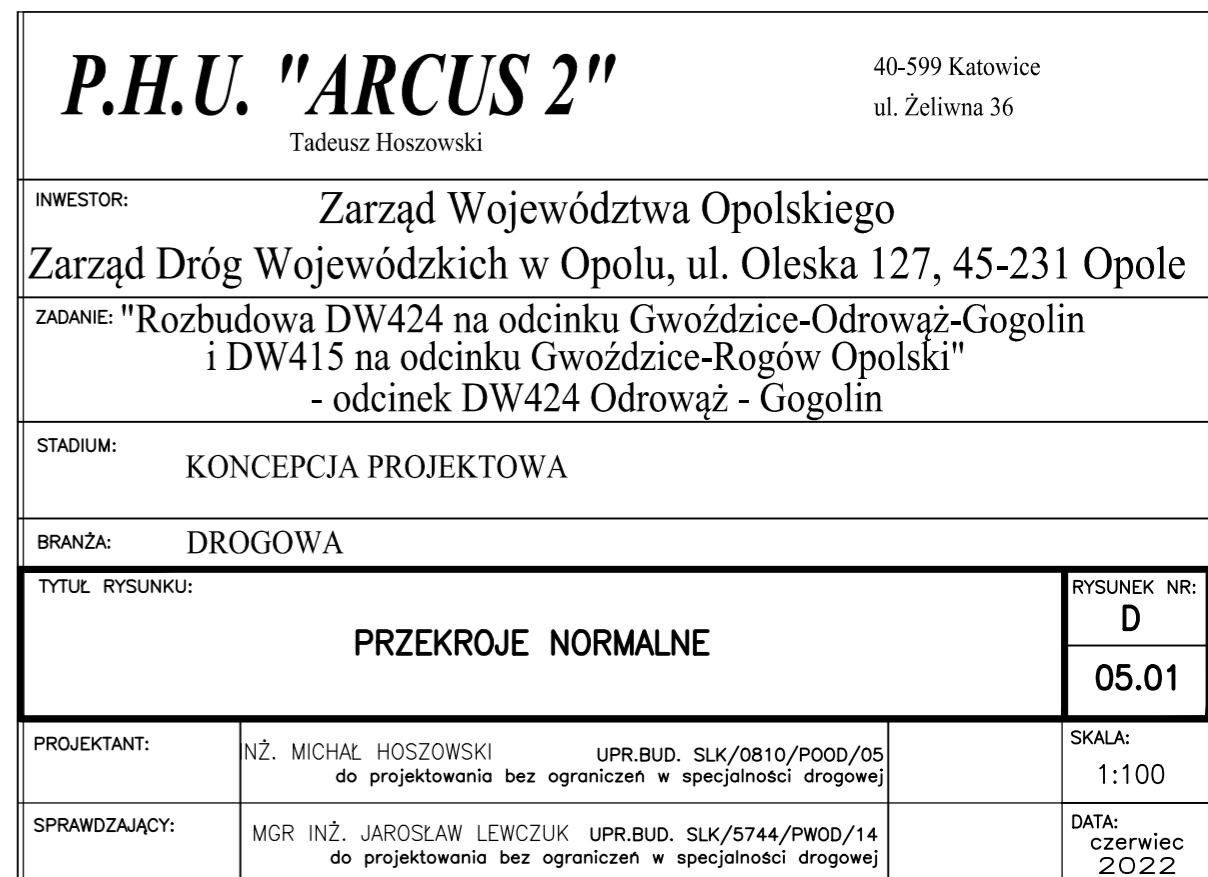 P.H.U. "ARCUS 2"
Tadeusz Hoszowski
40-599 Katowice
ul. Żeliwna 36
INWESTOR:
Zarząd Województwa Opolskiego
Zarząd Dróg Wojewódzkich w Opolu, ul. Oleska 127, 45-231 Opole
ZADANIE: "Rozbudowa DW424 na odcinku Gwoździce-Odrowąż-Gogolin
i DW415 na odcinku Gwoździce-Rogów Opolski"
- odcinek DW424 Odrowąż - Gogolin
STADIUM:
KONCEPCJA PROJEKTOWA
BRANŻA: DROGOWA
TYTUŁ RYSUNKU:
PRZEKROJE NORMALNE
RYSUNEK NR:
D
05.01
PROJEKTANT:
INŻ. MICHAŁ HOSZOWSKI UPR.BUD. SLK/0810/POOD/05
do projektowania bez ograniczeń w specjalności drogowej
SKALA:
1:100
SPRAWDZAJĄCY:
MGR INŻ. JAROSŁAW LEWCZUK UPR.BUD. SLK/5744/PWOD/14
do projektowania bez ograniczeń w specjalności drogowej
DATA:
czerwiec
2022